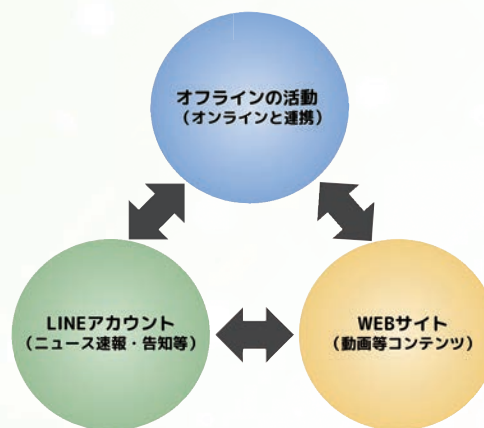 オフラインの活動
（オンラインと連携）
LINEアカウント
（ニュース速報・告知等）
WEBサイト
（動画等コンテンツ）